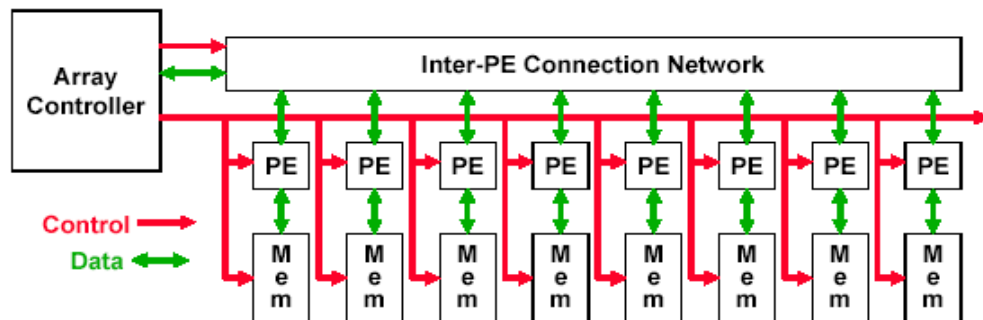 Array
Controller
Inter-PE Connection Network
PE PE PE PE PE PE PE PE
Control
Data
M M M M M M M M
e e e e e e e e
m m m m m m m m